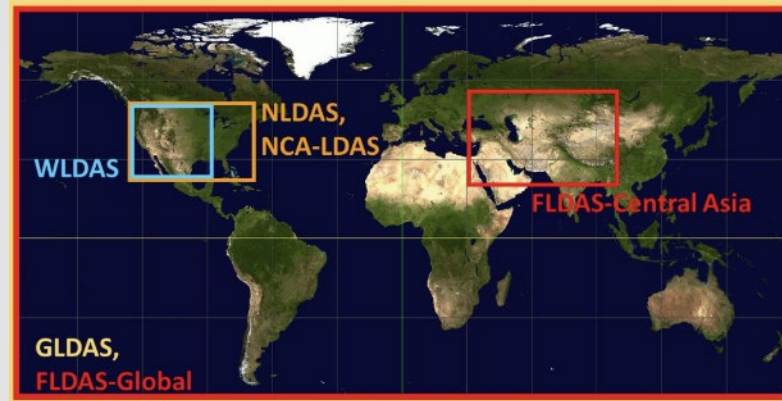 NLDAS,
NCA-LDAS
WLDAS
FLDAS-Central Asia
GLDAS,
FLDAS-Global